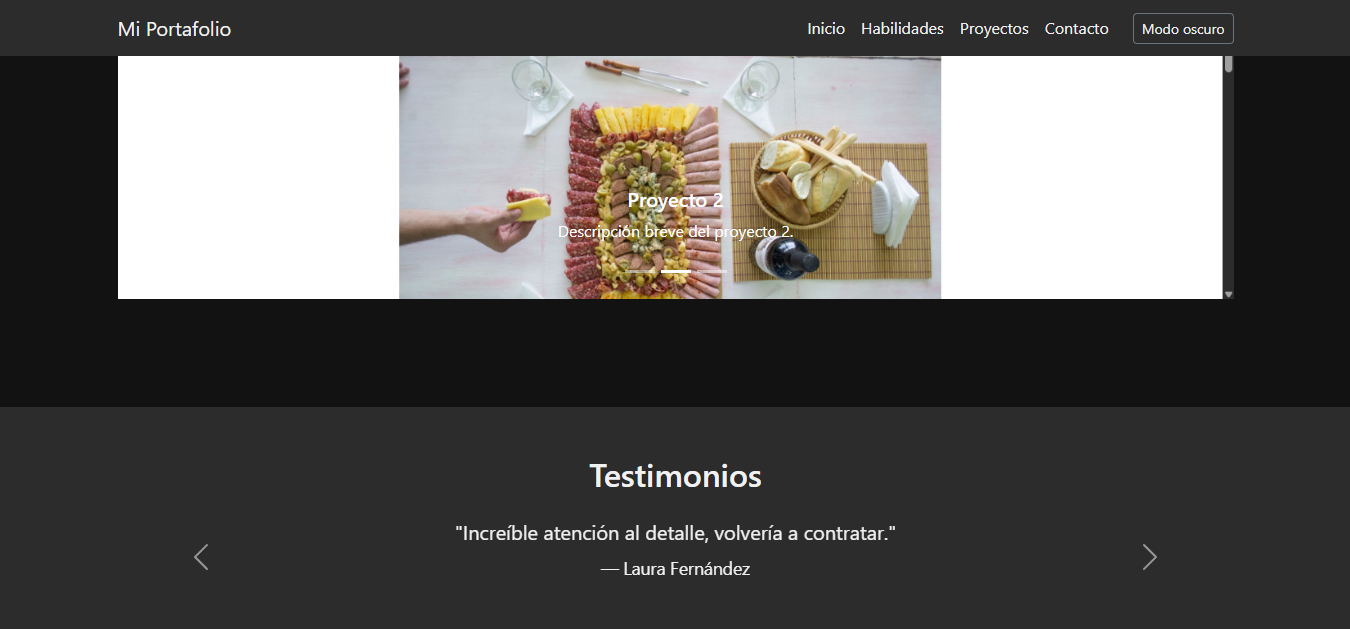 Mi Portafolio
Inicio Habilidades Proyectos Contacto Modo oscuro
Proyecto 2
Descripción breve del proyecto 2.
Testimonios
"Increíble atención al detalle, volvería a contratar."
— Laura Fernández